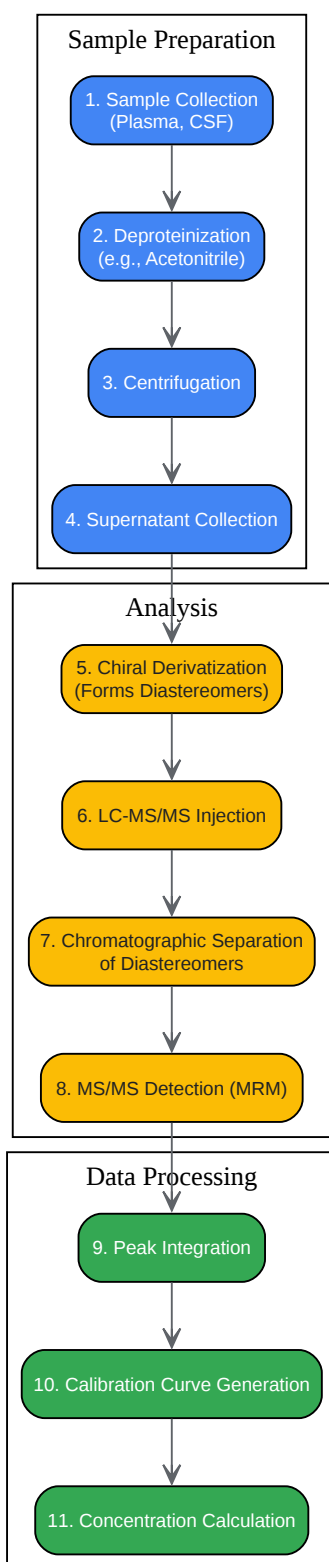 Sample Preparation
1. Sample Collection
(Plasma, CSF)
2. Deproteinization
(e.g., Acetonitrile)
3. Centrifugation
4. Supernatant Collection
Analysis
5. Chiral Derivatization
(Forms Diastereomers)
6. LC-MS/MS Injection
7. Chromatographic Separation
of Diastereomers
8. MS/MS Detection (MRM)
Data Processing
9. Peak Integration
10. Calibration Curve Generation
11. Concentration Calculation